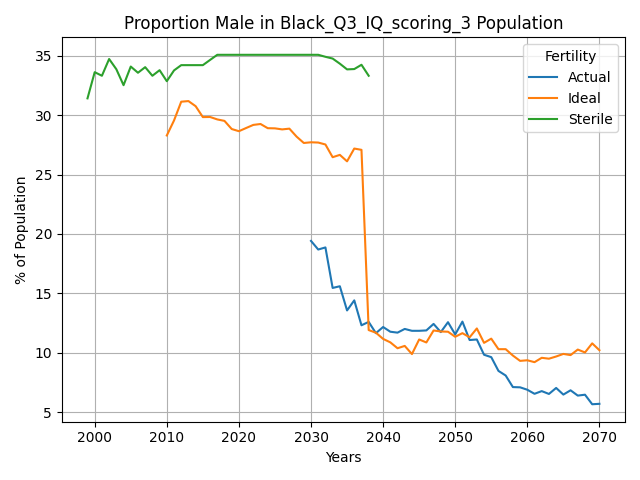 Proportion Male in Black_Q3_IQ_scoring_3 Population
% of Population
35
30
25
20
15
10
5
Fertility
Actual
Ideal
Sterile
2000
2010
2020
2030
2040
2050
2060
2070
Years